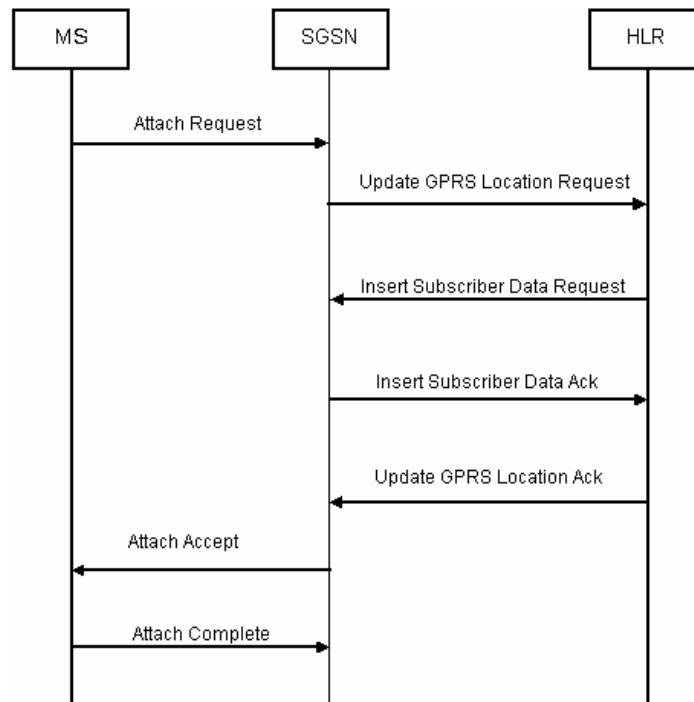 MS
SGSN
HLR
Attach Request
Update GPRS Location Request
Insert Subscriber Data Request
Insert Subscriber Data Ack
Update GPRS Location Ack
Attach Accept
Attach Complete